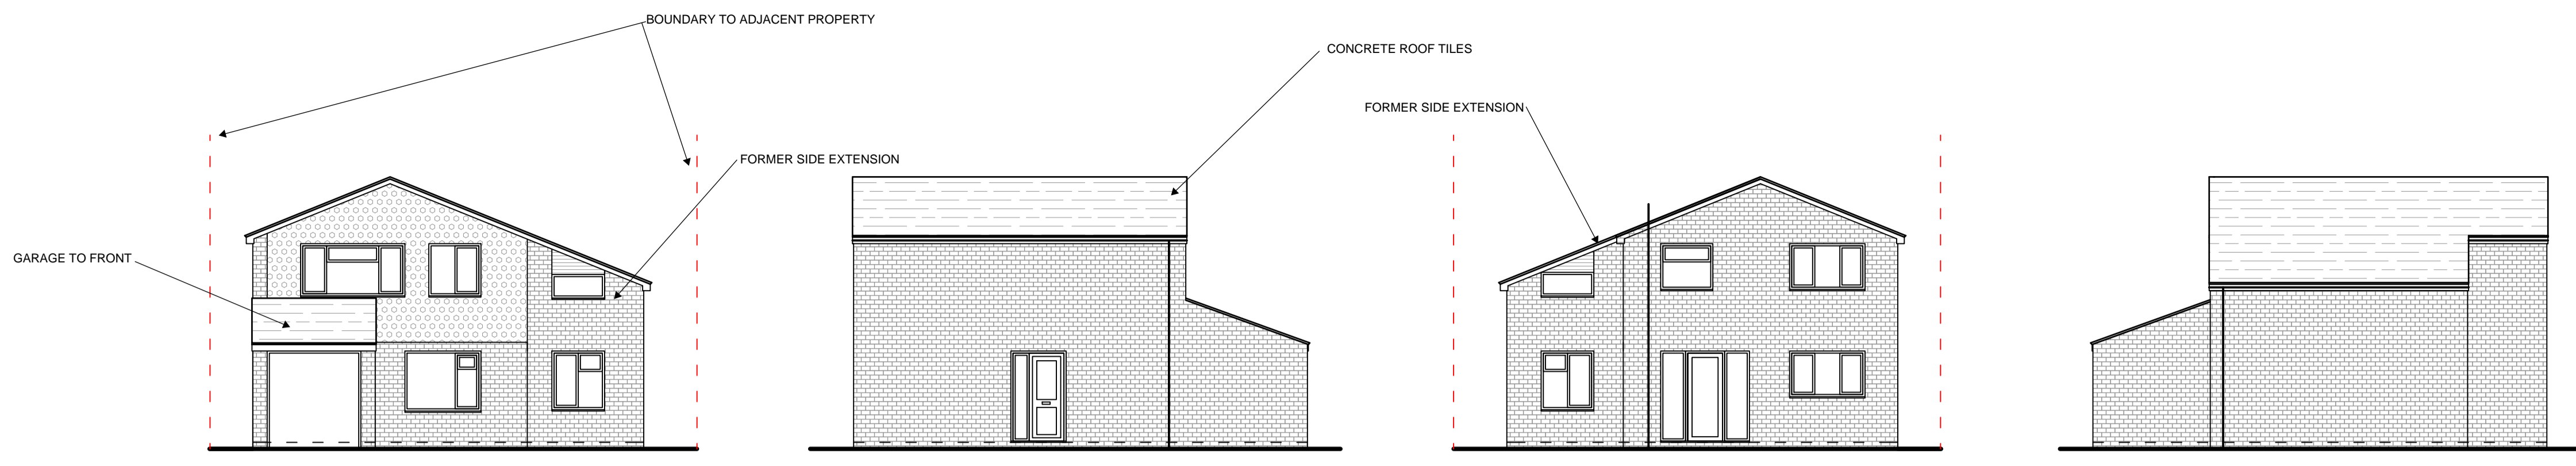 BOUNDARY TO ADJACENT PROPERTY
CONCRETE ROOF TILES
FORMER SIDE EXTENSION
FORMER SIDE EXTENSION
GARAGE TO FRONT